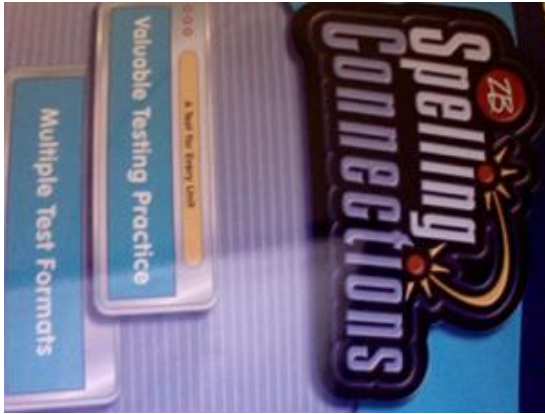 ZB
Spelling
Connections
A Test for Every Unit
Valuable Testing Practice
Multiple Test Formats